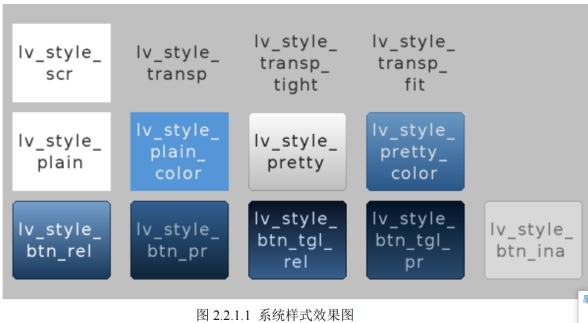 lv_style_
scr
lv_style_
transp
lv_style_
transp_
tight
lv_style_
transp_
fit
lv_style_
plain
lv_style_
plain_
color
lv_style_
pretty
lv_style_
pretty_
color
lv_style_
btn_rel
lv_style_
btn_pr
lv_style_
btn_tgl_
rel
lv_style_
btn_tgl_
pr
lv_style_
btn_ina
图 2.2.1.1 系统样式效果图